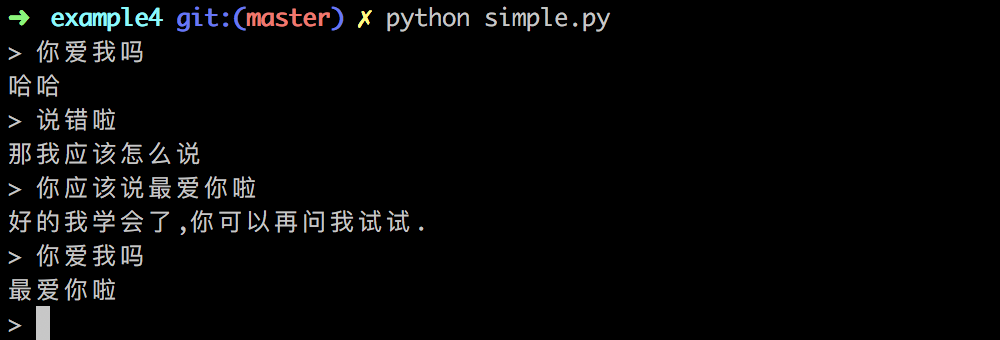 ➜ example4 git:(master) ✗ python simple.py
> 你爱我吗
哈哈
> 说错啦
那我应该怎么说
> 你应该说最爱你啦
好的我学会了,你可以再问我试试.
> 你爱我吗
最爱你啦
>